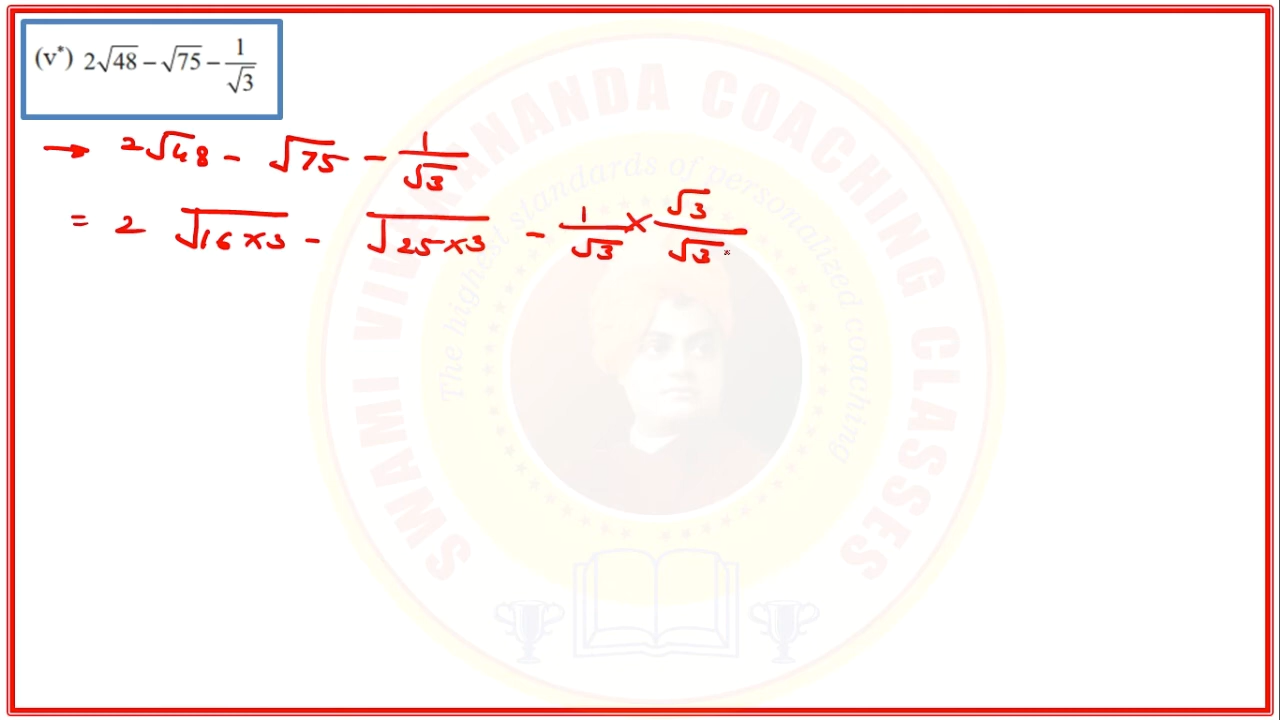 (v*) 2√48 – √75 – 1/√3
→ 2√48 - √75 - 1/√3
= 2 √16×3 - √25×3 - 1/√3 × √3/√3
SWAMI VIVEKANANDA COACHING CLASSES
The highest standards of personalized coaching